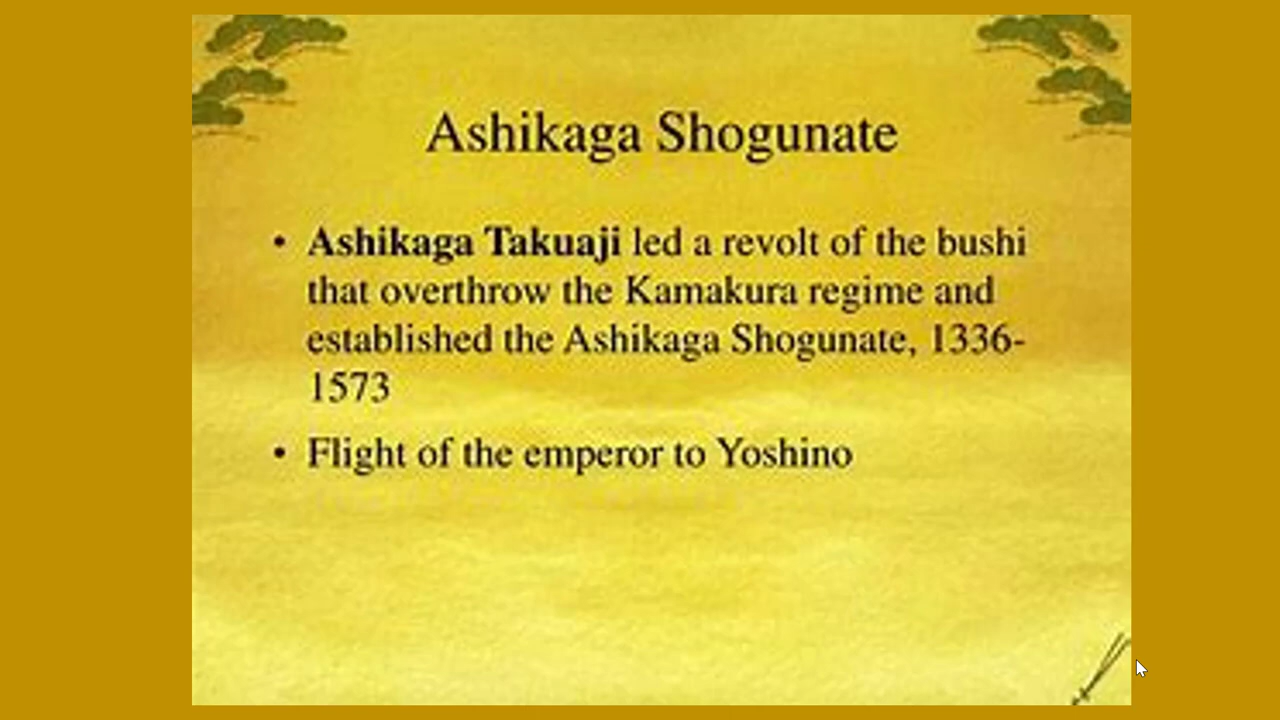 Ashikaga Shogunate
• Ashikaga Takuaji led a revolt of the bushi
that overthrow the Kamakura regime and
established the Ashikaga Shogunate, 1336-
1573
• Flight of the emperor to Yoshino